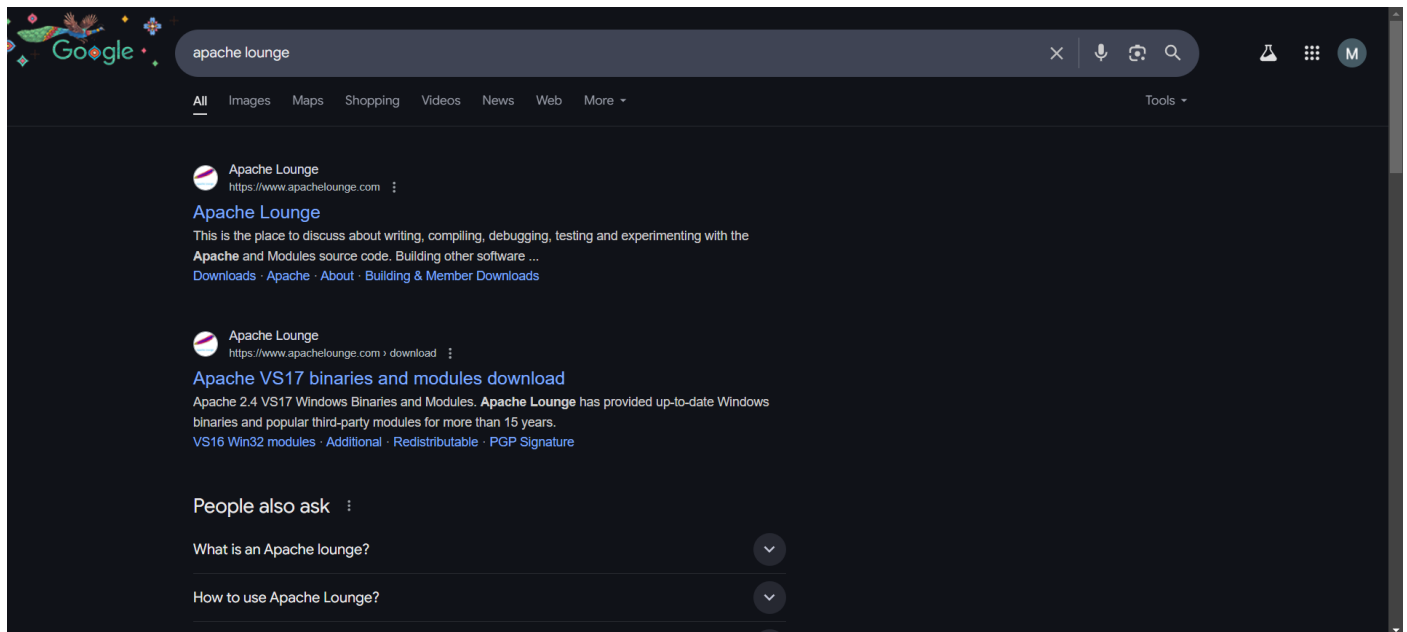 Google
apache lounge
M
All Images Maps Shopping Videos News Web More
Tools
Apache Lounge
https://www.apachelounge.com
Apache Lounge
This is the place to discuss about writing, compiling, debugging, testing and experimenting with the
Apache and Modules source code. Building other software ...
Downloads · Apache · About · Building & Member Downloads
Apache Lounge
https://www.apachelounge.com › download
Apache VS17 binaries and modules download
Apache 2.4 VS17 Windows Binaries and Modules. Apache Lounge has provided up-to-date Windows
binaries and popular third-party modules for more than 15 years.
VS16 Win32 modules · Additional · Redistributable · PGP Signature
People also ask
What is an Apache lounge?
How to use Apache Lounge?